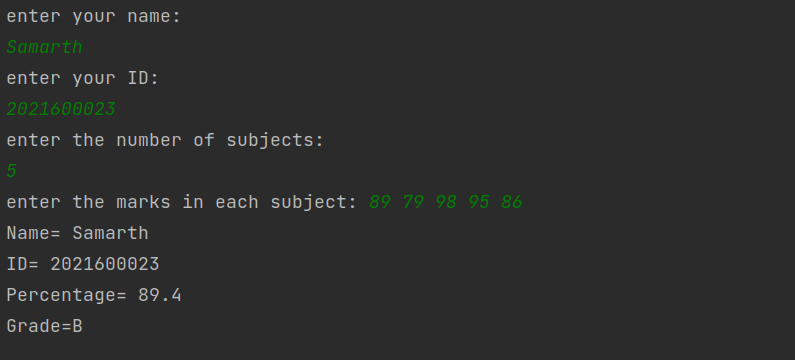 enter your name:
Samarth
enter your ID:
2021600023
enter the number of subjects:
5
enter the marks in each subject: 89 79 98 95 86
Name= Samarth
ID= 2021600023
Percentage= 89.4
Grade=B